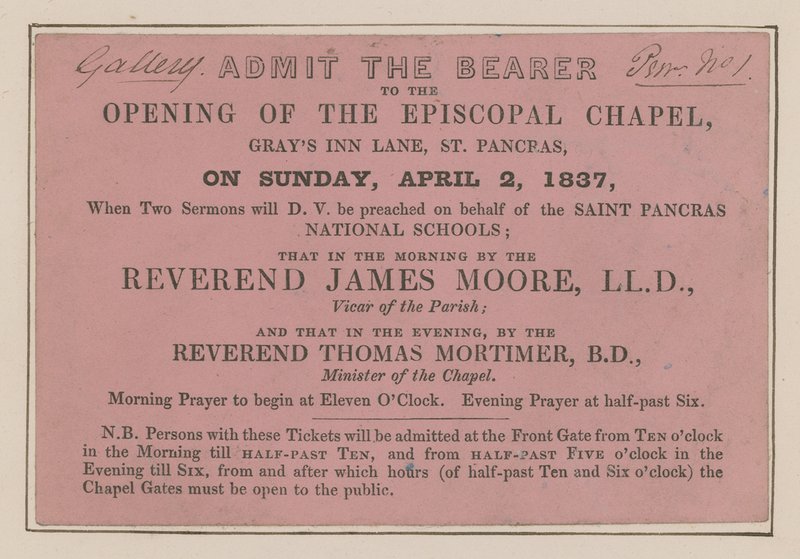 Gallery. ADMIT THE BEARER Pew. No 1.
TO THE
OPENING OF THE EPISCOPAL CHAPEL,
GRAY'S INN LANE, ST. PANCRAS,
ON SUNDAY, APRIL 2, 1837,
When Two Sermons will D. V. be preached on behalf of the SAINT PANCRAS
NATIONAL SCHOOLS;
THAT IN THE MORNING BY THE
REVEREND JAMES MOORE, LL.D.,
Vicar of the Parish;
AND THAT IN THE EVENING, BY THE
REVEREND THOMAS MORTIMER, B.D.,
Minister of the Chapel.
Morning Prayer to begin at Eleven O'Clock. Evening Prayer at half-past Six.
N.B. Persons with these Tickets will be admitted at the Front Gate from TEN o'clock
in the Morning till HALF-PAST TEN, and from HALF-PAST FIVE o'clock in the
Evening till SIX, from and after which hours (of half-past Ten and Six o'clock) the
Chapel Gates must be open to the public.